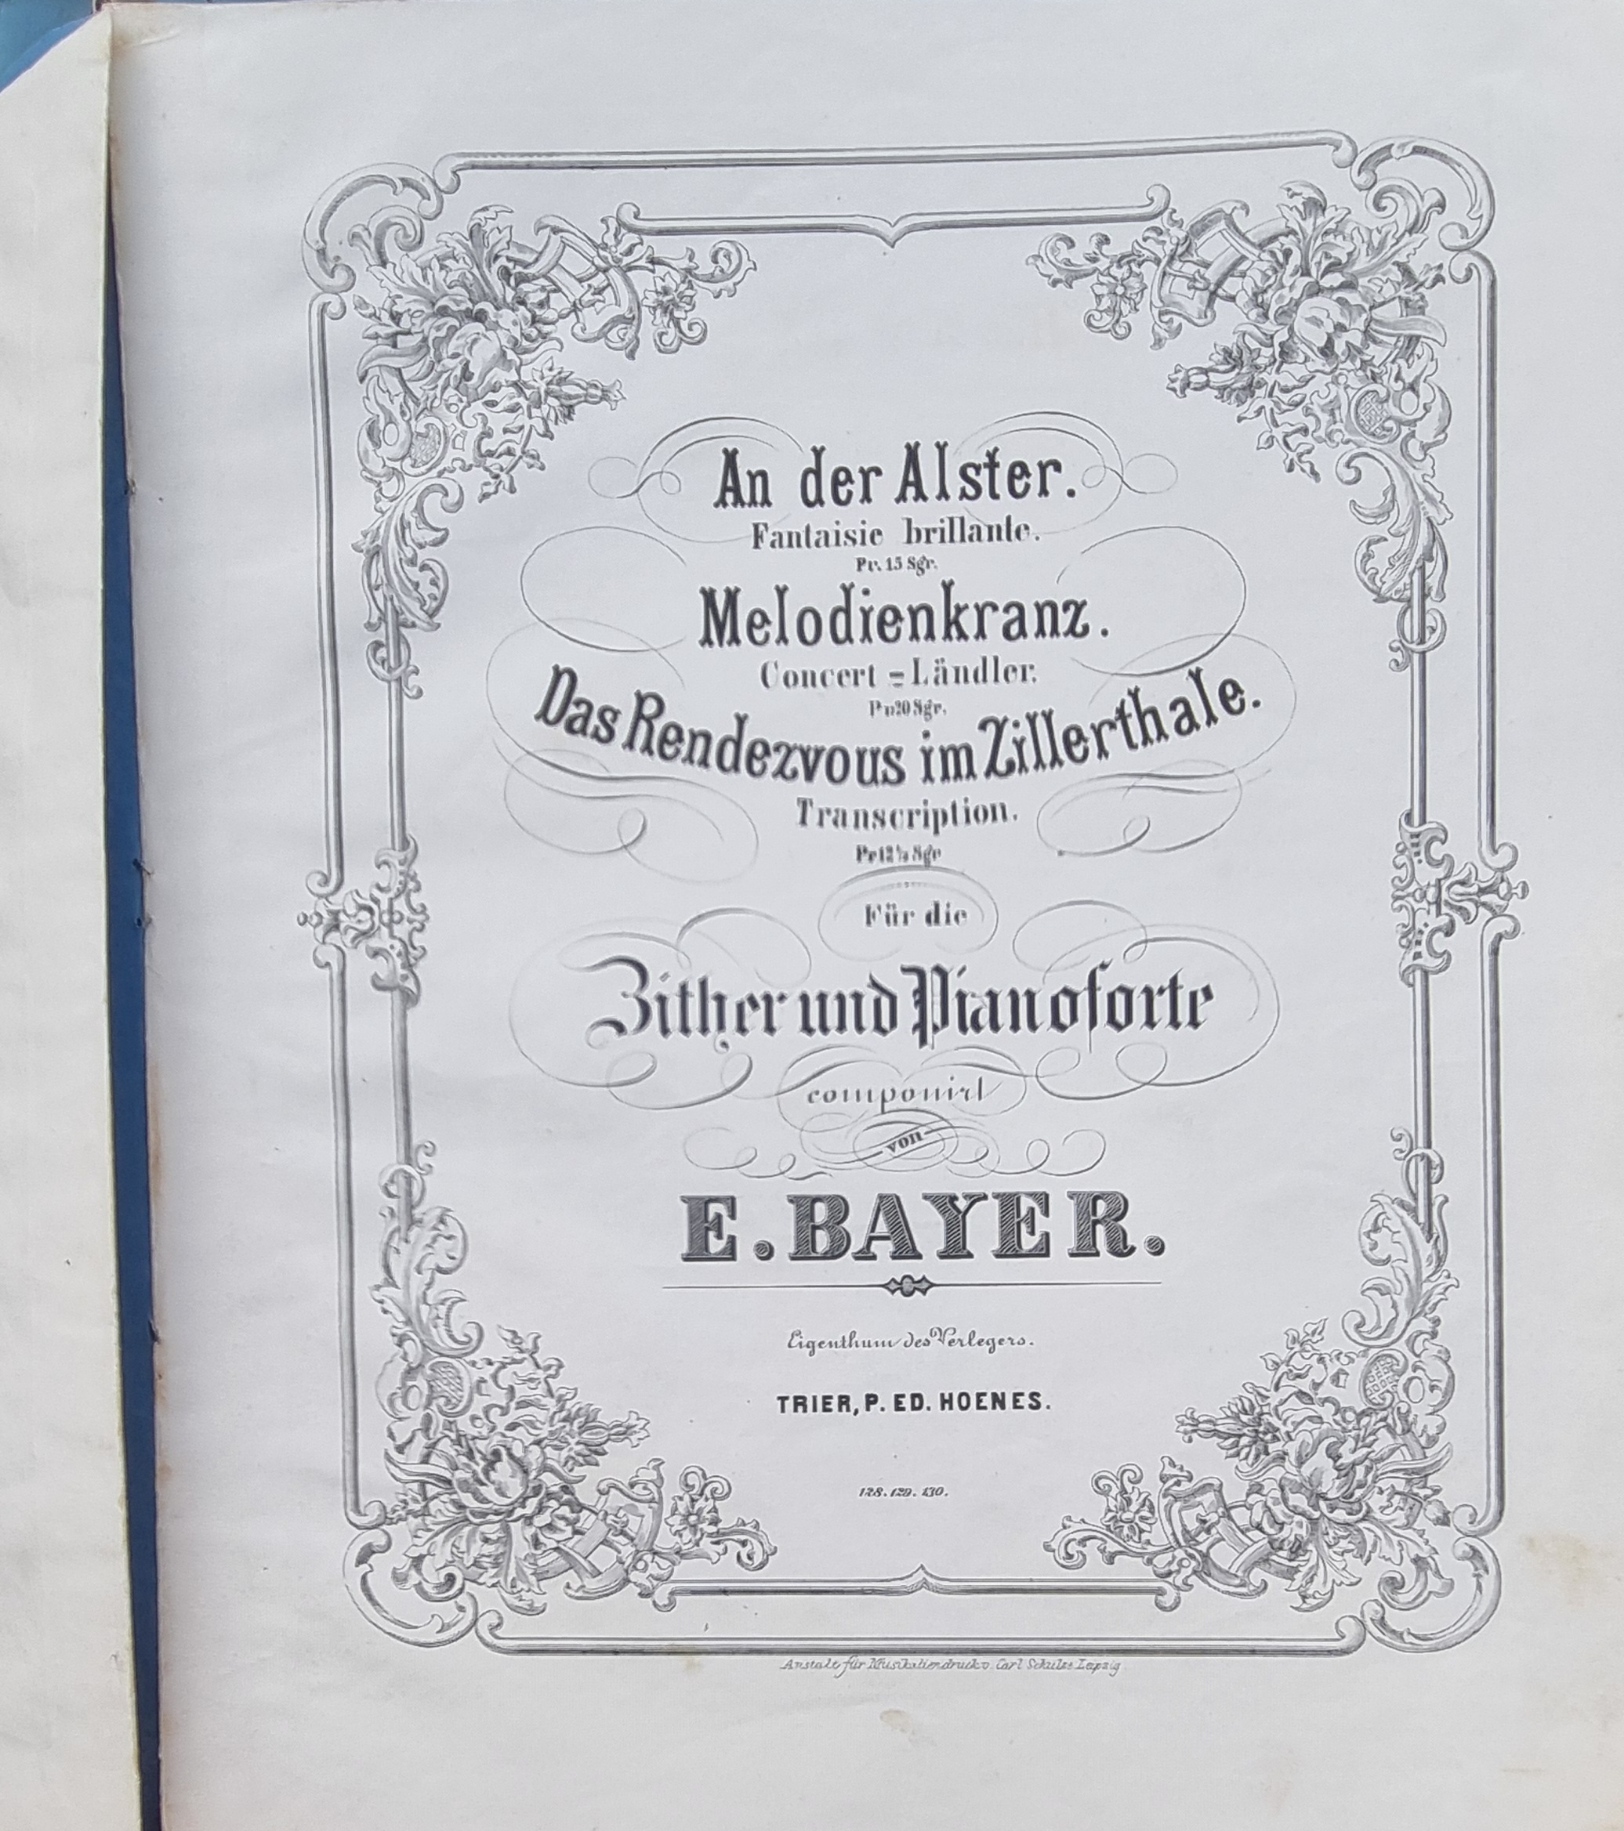 An der Alster.
Fantaisie brillante.
Pr. 15 Sgr.
Melodienkranz.
Concert-Ländler.
Pr. 20 Sgr.
Das Rendezvous im Zillerthale.
Transcription.
Pr. 12½ Sgr.
Für die
Zither und Pianoforte
componirt
von
E. BAYER.
Eigenthum des Verlegers.
TRIER, P. ED. HOENES.
128. 129. 130.
Anstalt für Musikaliendruck v. Carl Schulze Leipzig